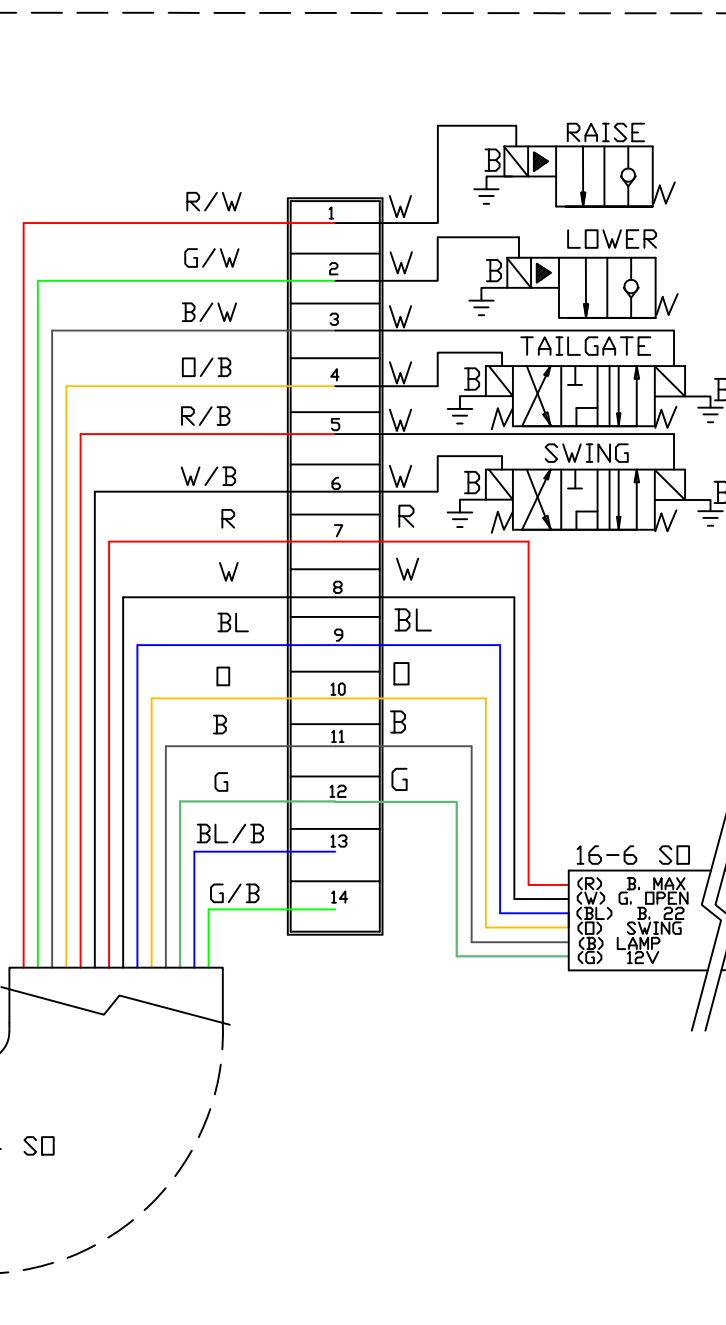 RAISE
B
R/W
W
1
LOWER
G/W
W
B
2
B/W
W
3
TAILGATE
O/B
W
B
B
4
R/B
W
5
SWING
W/B
W
B
B
6
R
R
7
W
W
8
BL
BL
9
O
O
10
B
B
11
G
G
12
BL/B
13
16-6 SO
G/B
14
(R) B. MAX
(W) G. OPEN
(BL) B. 22
(O) SWING
(B) LAMP
(G) 12V
SO